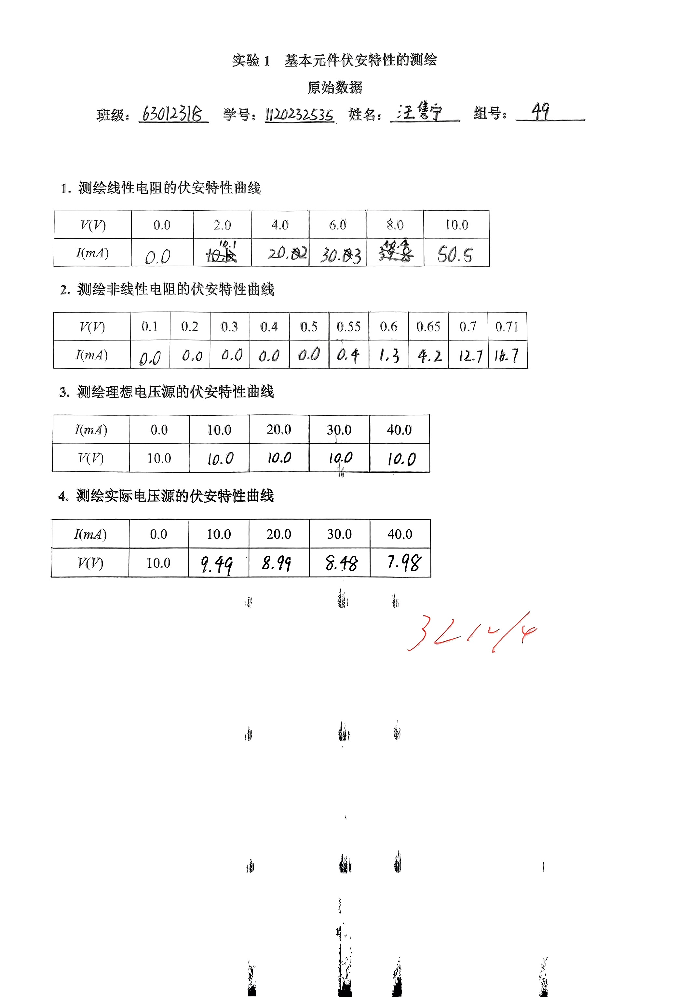 实验 1 基本元件伏安特性的测绘
原始数据
班级: 63012318 学号: 1120232535 姓名: 汪隽宁 组号: 49
1. 测绘线性电阻的伏安特性曲线
V(V) 0.0 2.0 4.0 6.0 8.0 10.0
10.1
I(mA) 0.0 20.2 30.3 50.5
2. 测绘非线性电阻的伏安特性曲线
V(V) 0.1 0.2 0.3 0.4 0.5 0.55 0.6 0.65 0.7 0.71
I(mA) 0.0 0.0 0.0 0.0 0.0 0.4 1.3 4.2 12.7 16.7
3. 测绘理想电压源的伏安特性曲线
I(mA) 0.0 10.0 20.0 30.0 40.0
V(V) 10.0 10.0 10.0 10.0 10.0
4. 测绘实际电压源的伏安特性曲线
I(mA) 0.0 10.0 20.0 30.0 40.0
V(V) 10.0 9.49 8.99 8.48 7.98